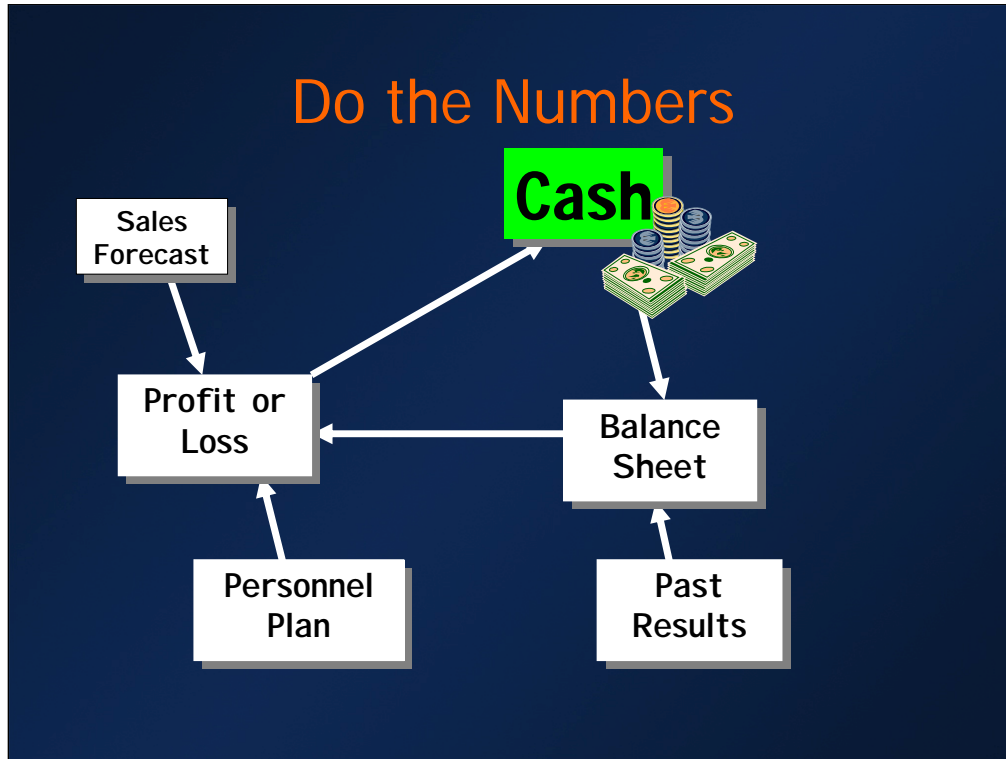 Do the Numbers
Cash
Sales
Forecast
Profit or
Loss
Balance
Sheet
Personnel
Plan
Past
Results